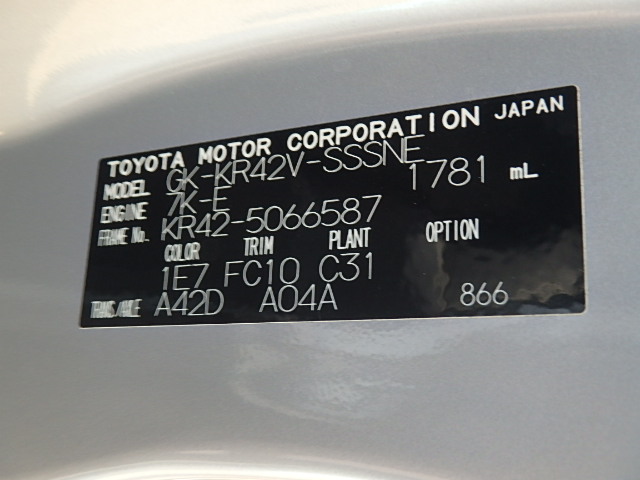 TOYOTA MOTOR CORPORATION JAPAN
MODEL GK-KR42V-SSSNE
ENGINE 7K-E 1781 mL
FRAME No. KR42-5066587
COLOR TRIM PLANT OPTION
1E7 FC10 C31
TRANS/AXLE A42D A04A 866